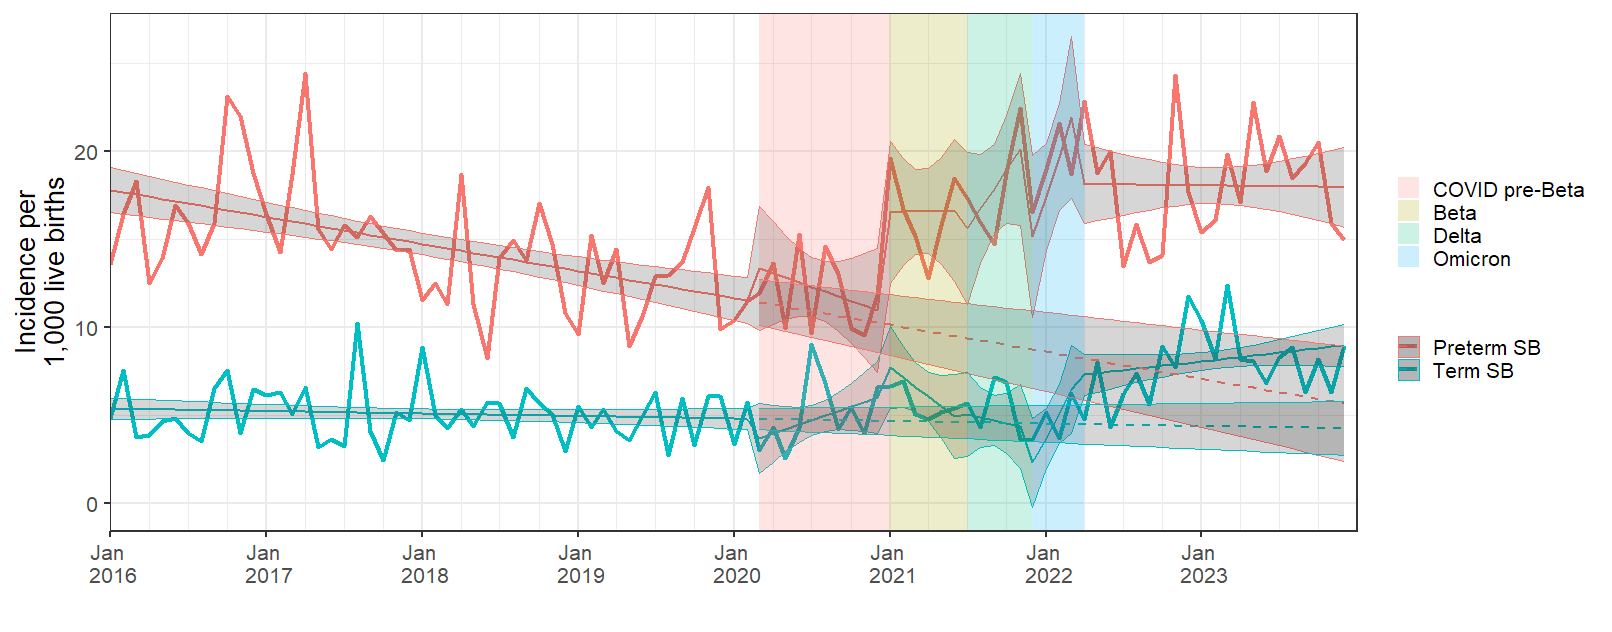 Incidence per
1,000 live births
20
10
0
Jan
2016
Jan
2017
Jan
2018
Jan
2019
Jan
2020
Jan
2021
Jan
2022
Jan
2023
COVID pre-Beta
Beta
Delta
Omicron
Preterm SB
Term SB